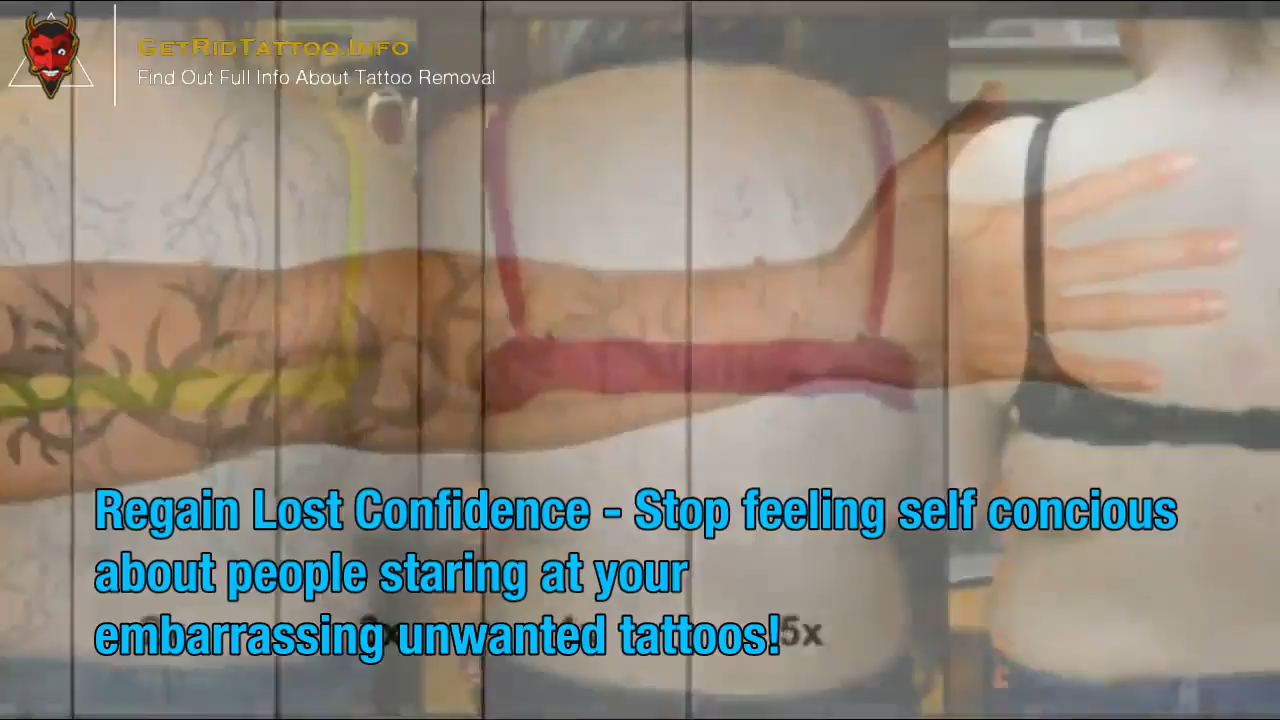 GetRidTattoo.Info
Find Out Full Info About Tattoo Removal
Regain Lost Confidence - Stop feeling self concious
about people staring at your
embarrassing unwanted tattoos!
5x